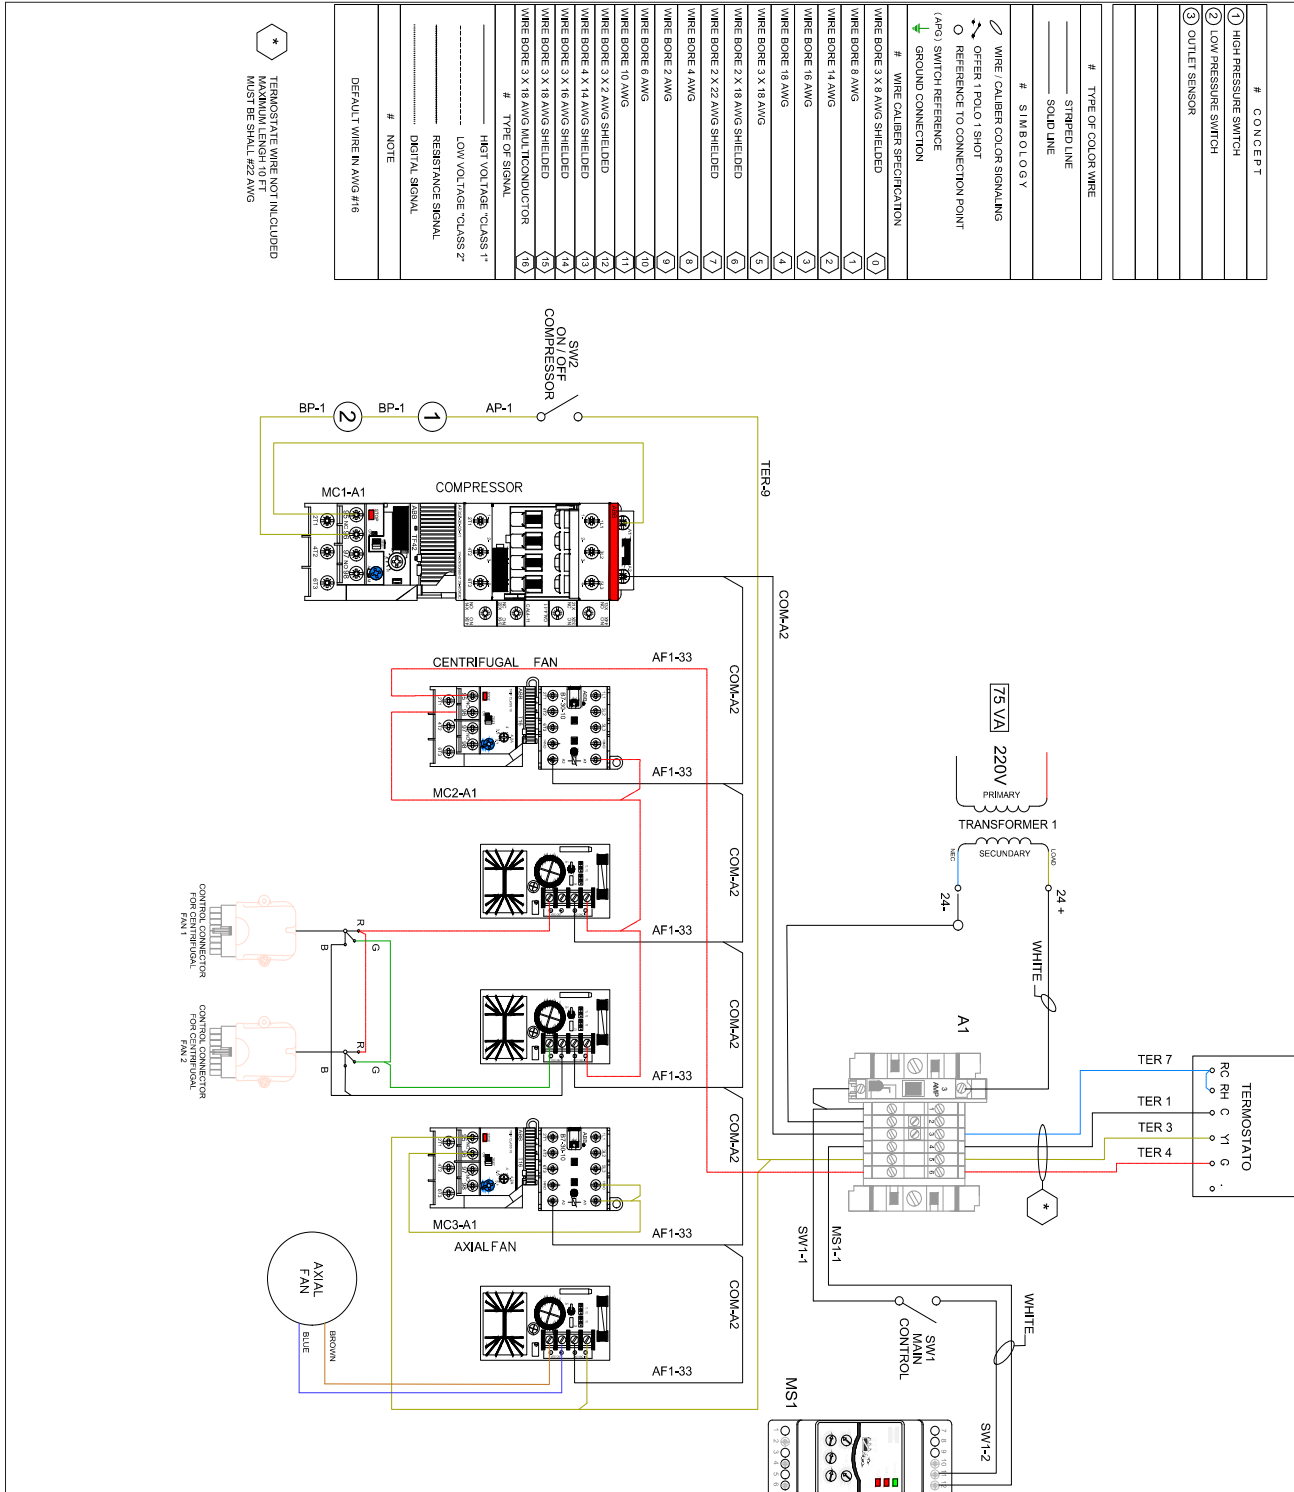 # CONCEPT
1 HIGH PRESSURE SWITCH
2 LOW PRESSURE SWITCH
3 OUTLET SENSOR
# TYPE OF COLOR WIRE
STRIPED LINE
SOLID LINE
# SIMBOLOGY
WIRE / CALIBER COLOR SIGNALING
OFFER 1 POLO 1 SHOT
REFERENCE TO CONNECTION POINT
(APG) SWITCH REFERENCE
GROUND CONNECTION
# WIRE CALIBER SPECIFICATION
WIRE BORE 3 X 8 AWG SHIELDED 0
WIRE BORE 8 AWG 1
WIRE BORE 14 AWG 2
WIRE BORE 16 AWG 3
WIRE BORE 18 AWG 4
WIRE BORE 3 X 18 AWG 5
WIRE BORE 2 X 18 AWG SHIELDED 6
WIRE BORE 2 X 22 AWG SHIELDED 7
WIRE BORE 4 AWG 8
WIRE BORE 2 AWG 9
WIRE BORE 6 AWG 10
WIRE BORE 10 AWG 11
WIRE BORE 3 X 2 AWG SHIELDED 12
WIRE BORE 4 X 14 AWG SHIELDED 13
WIRE BORE 3 X 16 AWG SHIELDED 14
WIRE BORE 3 X 18 AWG SHIELDED 15
WIRE BORE 3 X 18 AWG MULTICONDUCTOR 16
# TYPE OF SIGNAL
HIGT VOLTAGE "CLASS 1"
LOW VOLTAGE "CLASS 2"
RESISTANCE SIGNAL
DIGITAL SIGNAL
# NOTE
DEFAULT WIRE IN AWG #16
*
TERMOSTATE WIRE NOT INLCLUDED
MAXIMUM LENGH 10 FT
MUST BE SHALL #22 AWG
SW2
ON / OFF
COMPRESSOR
BP-1
2
BP-1
1
AP-1
TER-9
COM-A2
COMPRESSOR
MC1-A1
CENTRIFUGAL FAN
MC2-A1
AF1-33
COM-A2
AF1-33
COM-A2
AF1-33
COM-A2
AF1-33
COM-A2
AF1-33
COM-A2
AF1-33
MC3-A1
AXIAL FAN
AXIAL
FAN
BROWN
BLUE
CONTROL CONNECTOR
FOR CENTRIFUGAL
FAN 1
R
G
B
CONTROL CONNECTOR
FOR CENTRIFUGAL
FAN 2
R
G
B
75 VA
220V
PRIMARY
TRANSFORMER 1
SECUNDARY
NEC
LOAD
24-
24 +
WHITE
A1
3
AMP
1
2
3
4
5
6
TER 7
TER 1
TER 3
TER 4
*
RC
RH
C
Y1
G
TERMOSTATO
SW1-1
MS1-1
SW1
MAIN
CONTROL
WHITE
SW1-2
MS1